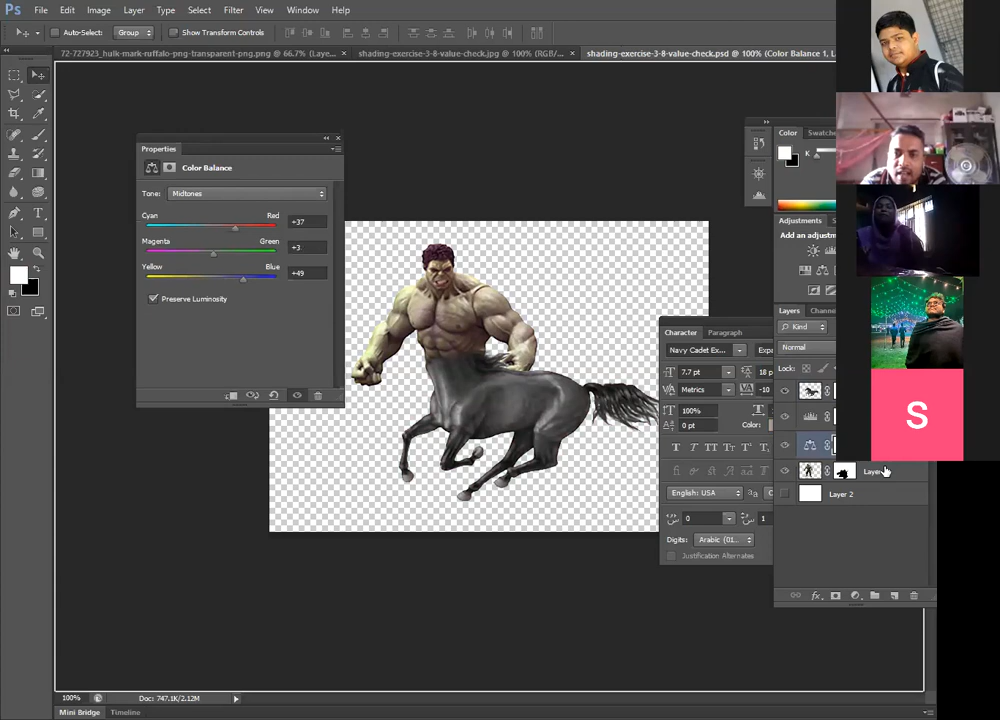 Ps File Edit Image Layer Type Select Filter View Window Help
Auto-Select: Group Show Transform Controls
72-727923_hulk-mark-ruffalo-png-transparent-png.png @ 66.7% (Laye... × shading-exercise-3-8-value-check.jpg @ 100% (RGB/... × shading-exercise-3-8-value-check.psd @ 100% (Color Balance 1, L
Properties
Color Balance
Tone: Midtones
Cyan Red +37
Magenta Green +3
Yellow Blue +49
Preserve Luminosity
Color Swatche
K
Adjustments S
Add an adjustm
Layers Channe
Kind
Normal
Lock:
Layer
Layer 2
Character Paragraph
Navy Cadet Ex... Expa
7.7 pt 18 p
Metrics -10
100%
0 pt Color:
T T TT Tr T
English: USA aa
0 1
Digits: Arabic (01...
Justification Alternates
S
100% Doc: 747.1K/2.12M
Mini Bridge Timeline